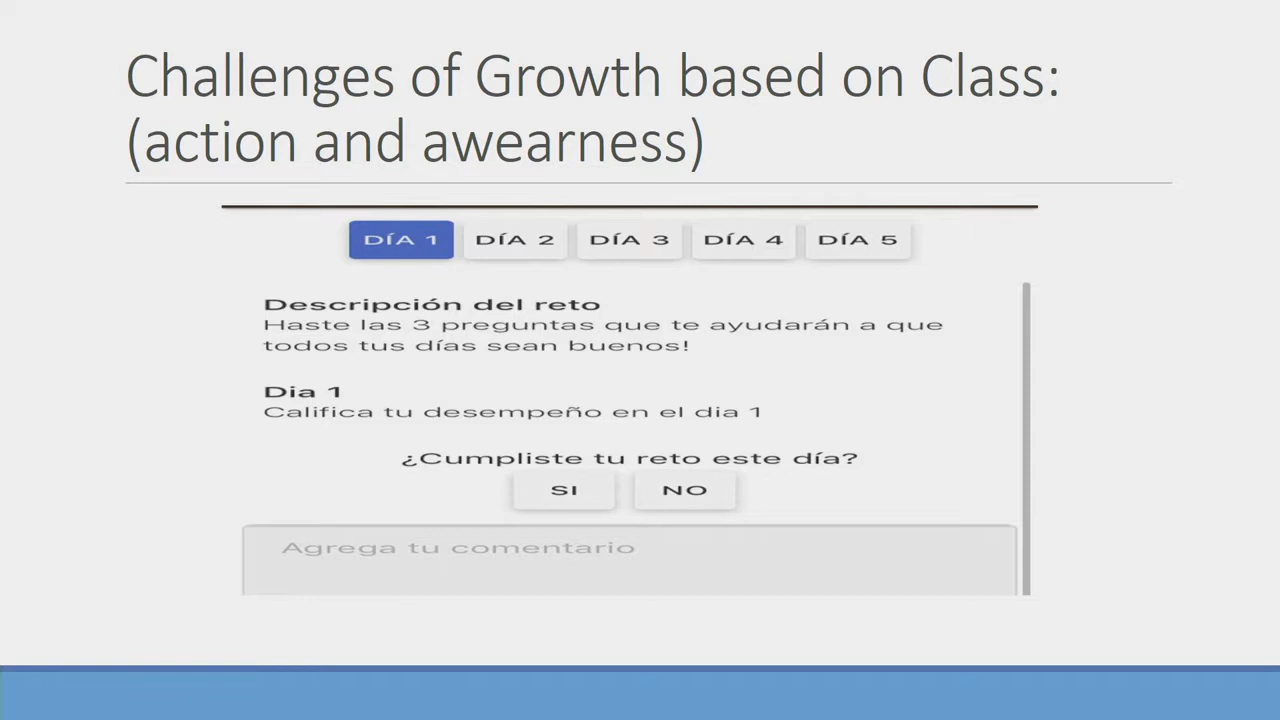 Challenges of Growth based on Class:
(action and awearness)
DÍA 1 DÍA 2 DÍA 3 DÍA 4 DÍA 5
Descripción del reto
Haste las 3 preguntas que te ayudarán a que
todos tus días sean buenos!
Dia 1
Califica tu desempeño en el dia 1
¿Cumpliste tu reto este día?
SI NO
Agrega tu comentario